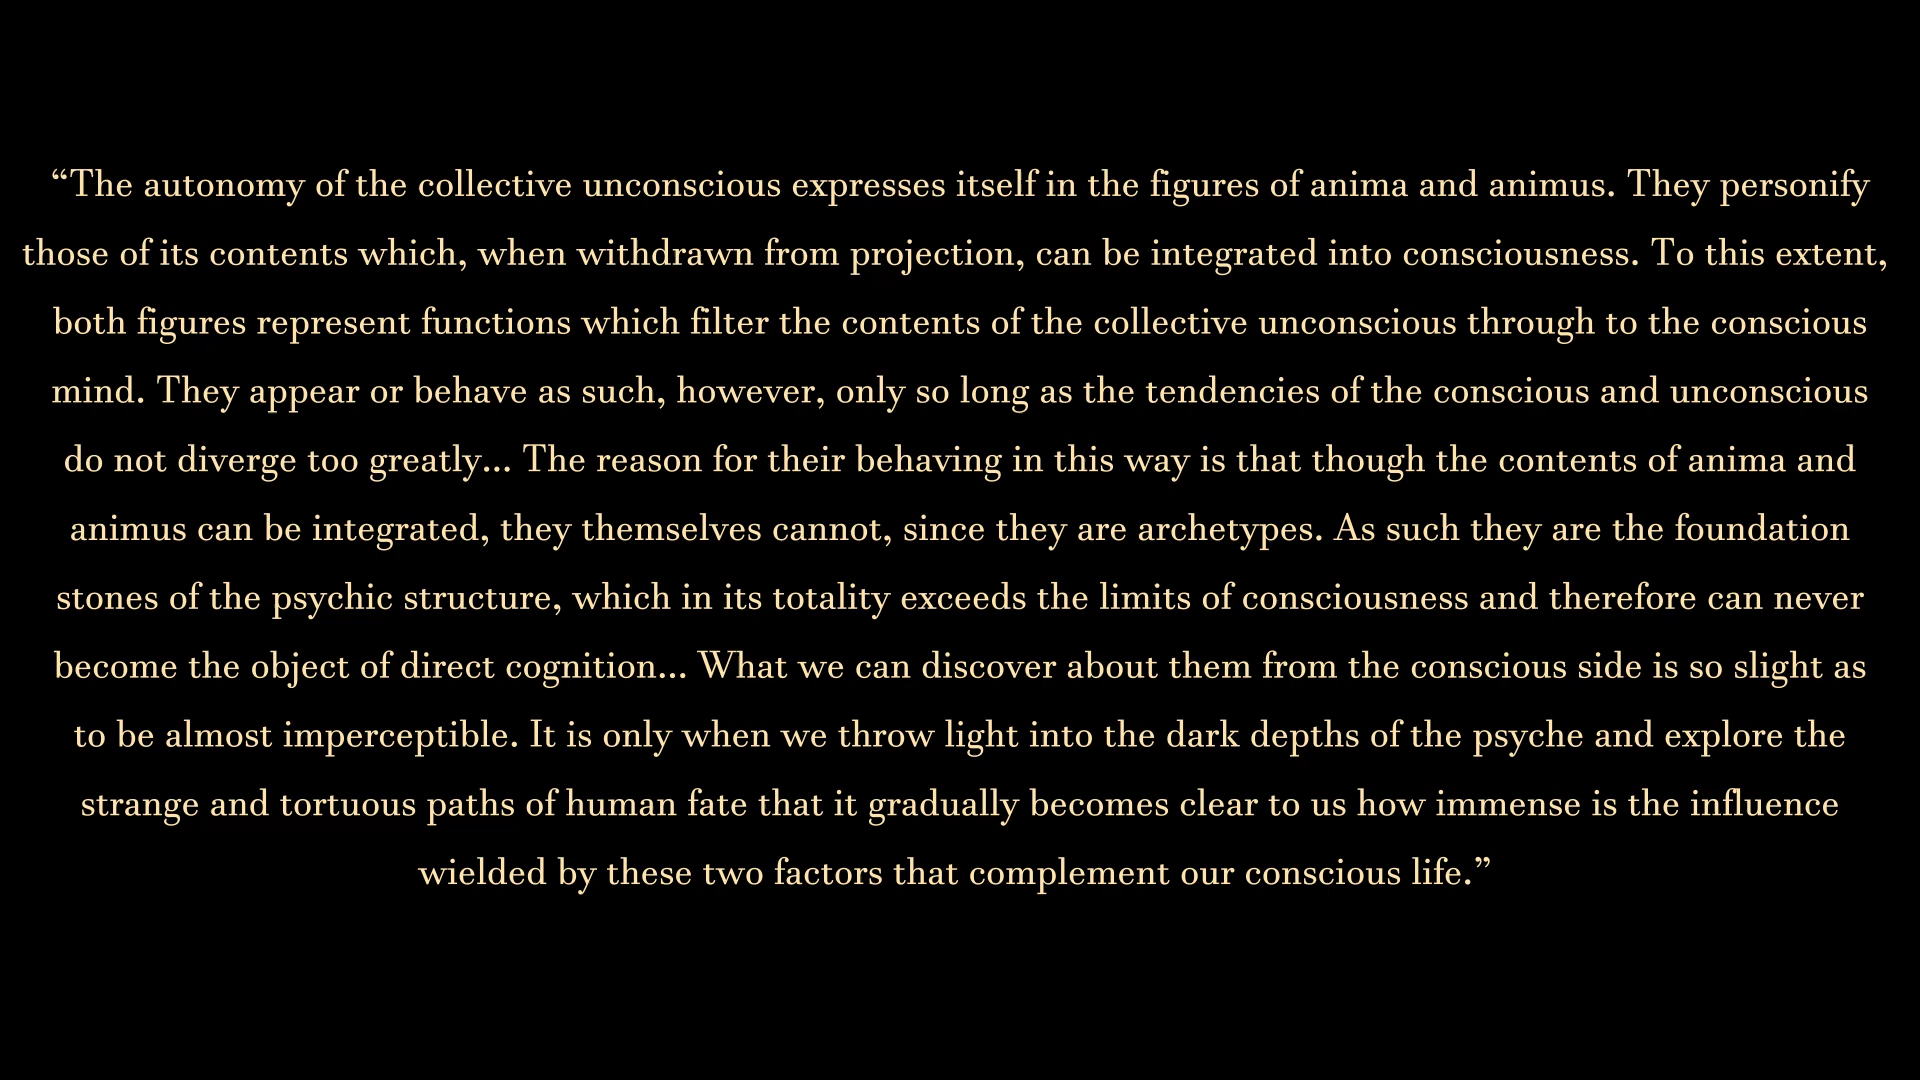 “The autonomy of the collective unconscious expresses itself in the figures of anima and animus. They personify
those of its contents which, when withdrawn from projection, can be integrated into consciousness. To this extent,
both figures represent functions which filter the contents of the collective unconscious through to the conscious
mind. They appear or behave as such, however, only so long as the tendencies of the conscious and unconscious
do not diverge too greatly... The reason for their behaving in this way is that though the contents of anima and
animus can be integrated, they themselves cannot, since they are archetypes. As such they are the foundation
stones of the psychic structure, which in its totality exceeds the limits of consciousness and therefore can never
become the object of direct cognition... What we can discover about them from the conscious side is so slight as
to be almost imperceptible. It is only when we throw light into the dark depths of the psyche and explore the
strange and tortuous paths of human fate that it gradually becomes clear to us how immense is the influence
wielded by these two factors that complement our conscious life.”